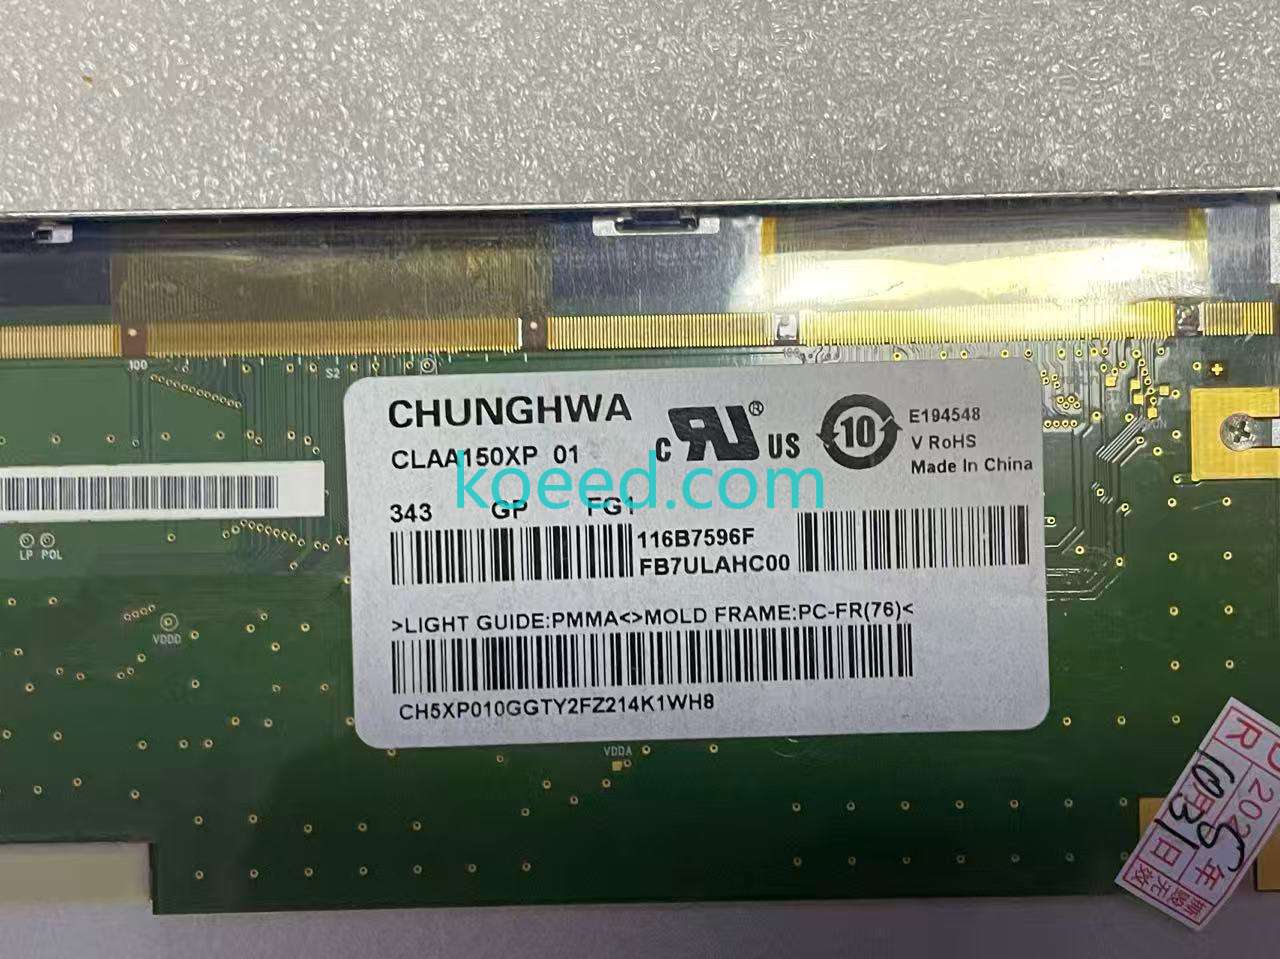 100
S2
CHUNGHWA
CLAA150XP 01
c UR® US
10
E194548
V RoHS
Made In China
koeed.com
343 GP FG1
116B7596F
FB7ULAHC00
>LIGHT GUIDE:PMMA<>MOLD FRAME:PC-FR(76)<
CH5XP010GGTY2FZ214K1WH8
LP POL
VDDD
VDDA